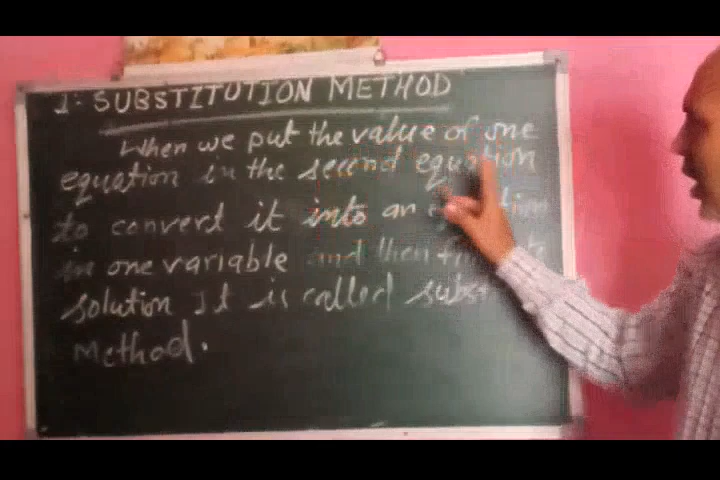 1: SUBSTITUTION METHOD
When we put the value of one
equation in the second equation
to convert it into an
in one variable and then
solution It is called
Method.